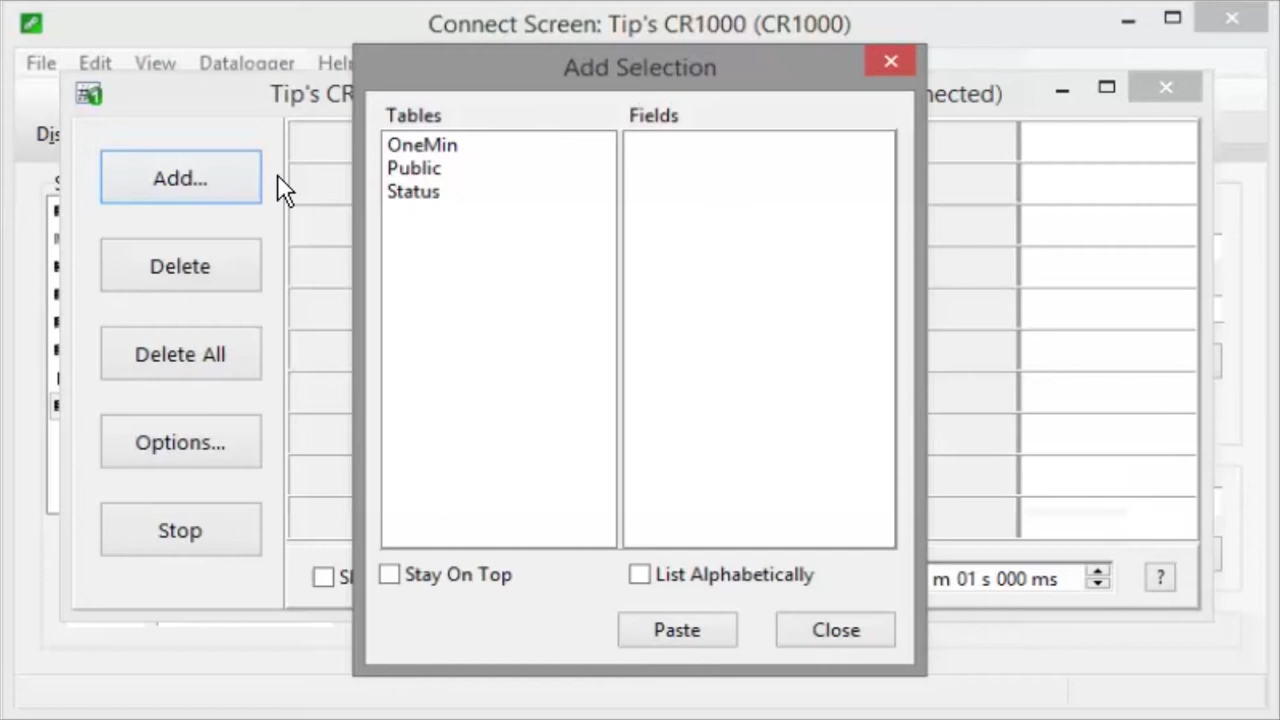 Connect Screen: Tip's CR1000 (CR1000)
File Edit View Datalogger Help
Add Selection
Tip's CR
nected)
Tables
Fields
OneMin
Public
Status
Add...
Delete
Delete All
Options...
Stop
Stay On Top
List Alphabetically
m 01 s 000 ms
?
Paste
Close